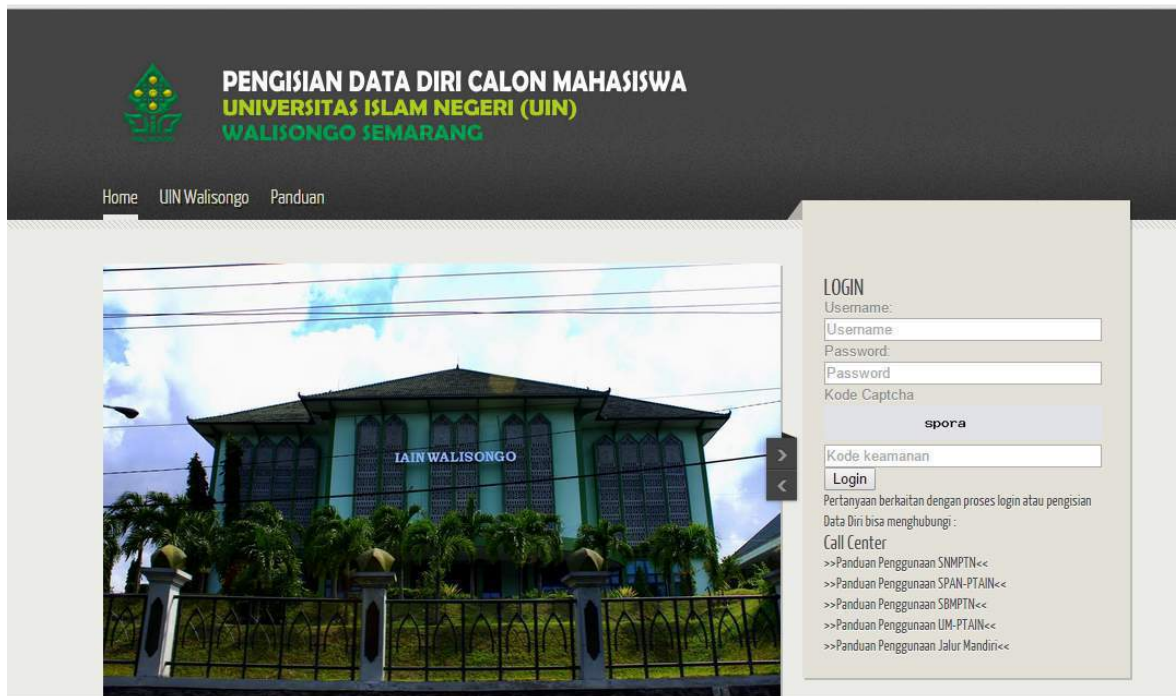 PENGISIAN DATA DIRI CALON MAHASISWA
UNIVERSITAS ISLAM NEGERI (UIN)
WALISONGO SEMARANG
Home UIN Walisongo Panduan
IAIN WALISONGO
LOGIN
Username:
Username
Password:
Password
Kode Captcha
spora
Kode keamanan
Login
Pertanyaan berkaitan dengan proses login atau pengisian
Data Diri bisa menghubungi :
Call Center
>>Panduan Penggunaan SNMPTN<<
>>Panduan Penggunaan SPAN-PTAIN<<
>>Panduan Penggunaan SBMPTN<<
>>Panduan Penggunaan UM-PTAIN<<
>>Panduan Penggunaan Jalur Mandiri<<